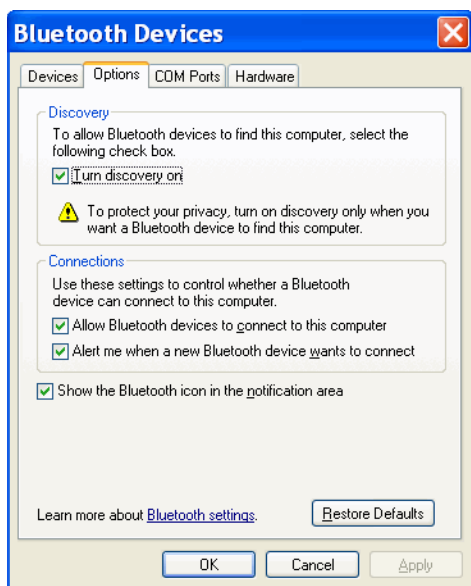 Bluetooth Devices
Devices Options COM Ports Hardware
Discovery
To allow Bluetooth devices to find this computer, select the
following check box.
Turn discovery on
To protect your privacy, turn on discovery only when you
want a Bluetooth device to find this computer.
Connections
Use these settings to control whether a Bluetooth
device can connect to this computer.
Allow Bluetooth devices to connect to this computer
Alert me when a new Bluetooth device wants to connect
Show the Bluetooth icon in the notification area
Learn more about Bluetooth settings. Restore Defaults
OK Cancel Apply